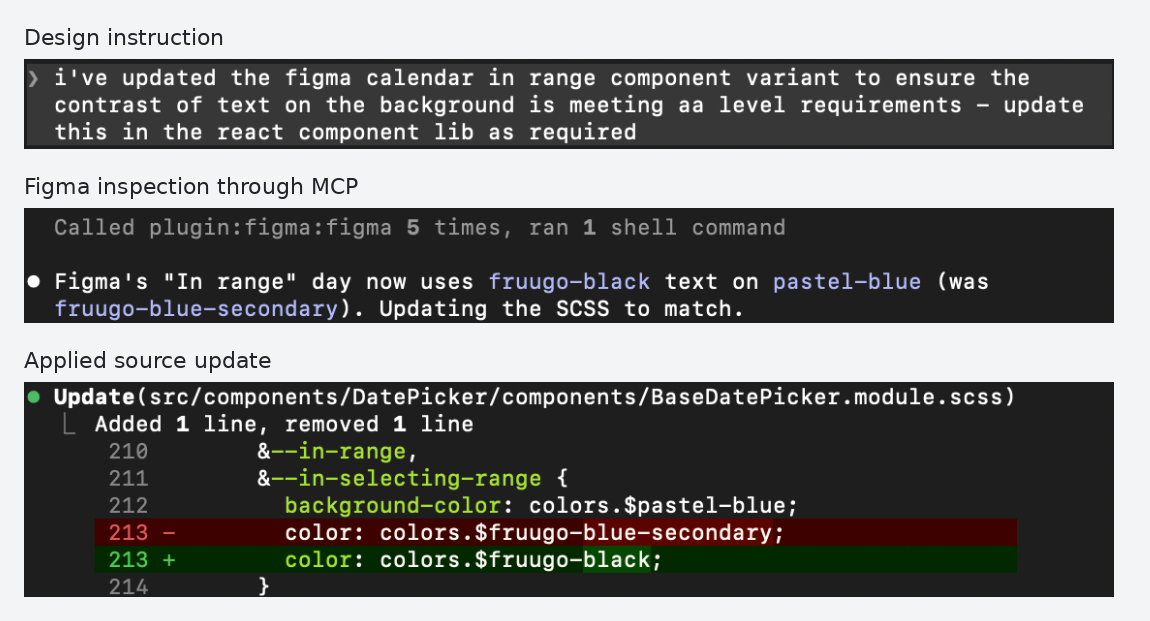 Design instruction
❯ i've updated the figma calendar in range component variant to ensure the
contrast of text on the background is meeting aa level requirements – update
this in the react component lib as required
Figma inspection through MCP
Called plugin:figma:figma 5 times, ran 1 shell command
● Figma's "In range" day now uses fruugo-black text on pastel-blue (was
fruugo-blue-secondary). Updating the SCSS to match.
Applied source update
● Update(src/components/DatePicker/components/BaseDatePicker.module.scss)
⎿ Added 1 line, removed 1 line
210 &--in-range,
211 &--in-selecting-range {
212 background-color: colors.$pastel-blue;
213 - color: colors.$fruugo-blue-secondary;
213 + color: colors.$fruugo-black;
214 }